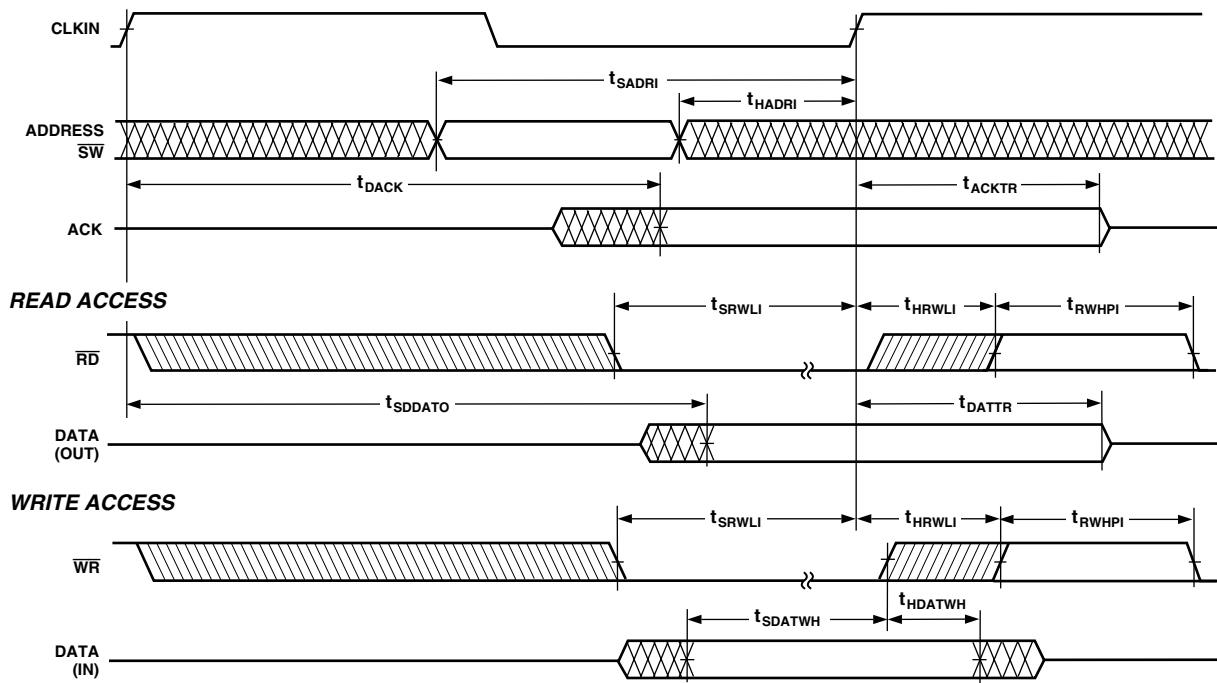 CLKIN
tSADRI
tHADRI
ADDRESS
SW
tDACK
tACKTR
ACK
READ ACCESS
tSRWLI
tHRWLI
tRWHPI
RD
tSDDATO
tDATTR
DATA
(OUT)
WRITE ACCESS
tSRWLI
tHRWLI
tRWHPI
WR
tSDATWH
tHDATWH
DATA
(IN)